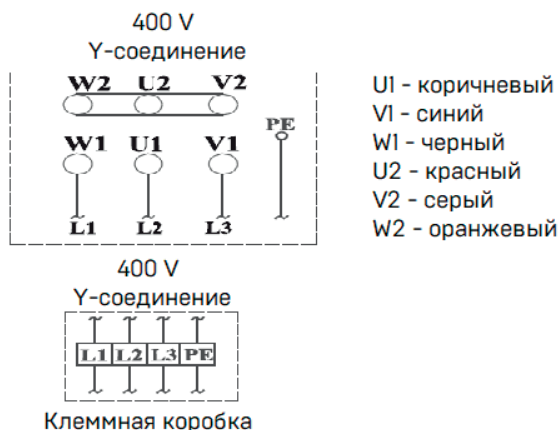 400 V
Y-соединение
W2 U2 V2
PE
W1 U1 V1
L1 L2 L3
U1 - коричневый
V1 - синий
W1 - черный
U2 - красный
V2 - серый
W2 - оранжевый
400 V
Y-соединение
L1 L2 L3 PE
Клеммная коробка